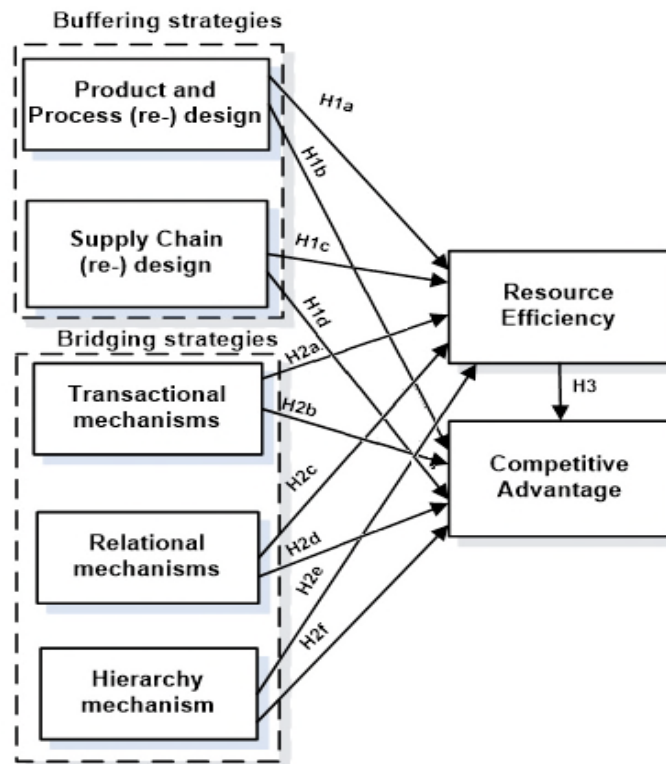 Buffering strategies
Product and
Process (re-) design
H1a
H1b
Supply Chain
(re-) design
H1c
H1d
Resource
Efficiency
Bridging strategies
Transactional
mechanisms
H2a
H2b
H3
Competitive
Advantage
Relational
mechanisms
H2c
H2d
Hierarchy
mechanism
H2e
H2f